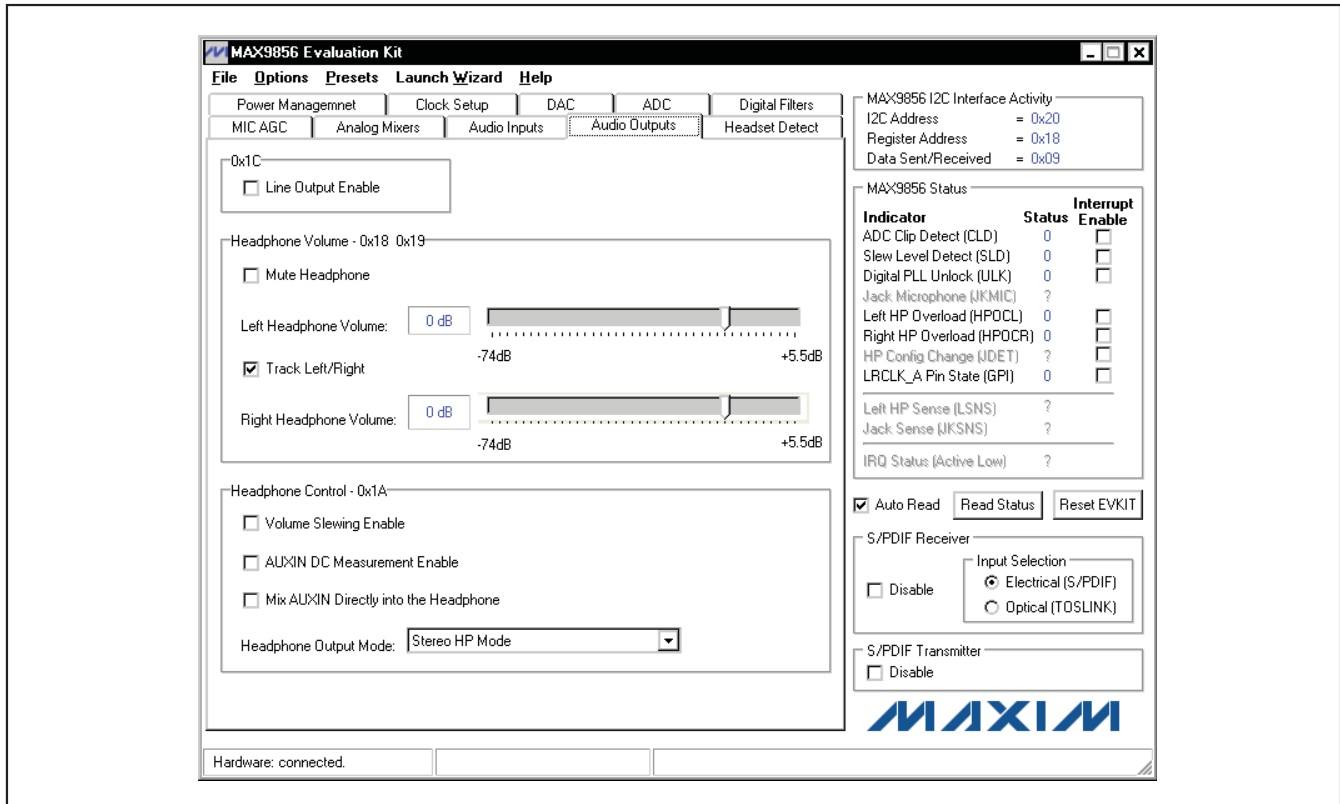 MAX9856 Evaluation Kit
File Options Presets Launch Wizard Help
Power Managemnet Clock Setup DAC ADC Digital Filters
MIC AGC Analog Mixers Audio Inputs Audio Outputs Headset Detect
0x1C
Line Output Enable
Headphone Volume - 0x18 0x19
Mute Headphone
Left Headphone Volume: 0 dB
-74dB +5.5dB
Track Left/Right
Right Headphone Volume: 0 dB
-74dB +5.5dB
Headphone Control - 0x1A
Volume Slewing Enable
AUXIN DC Measurement Enable
Mix AUXIN Directly into the Headphone
Headphone Output Mode: Stereo HP Mode
MAX9856 I2C Interface Activity
I2C Address = 0x20
Register Address = 0x18
Data Sent/Received = 0x09
MAX9856 Status
Indicator Status Interrupt Enable
ADC Clip Detect (CLD) 0
Slew Level Detect (SLD) 0
Digital PLL Unlock (ULK) 0
Jack Microphone (JKMIC) ?
Left HP Overload (HPOCL) 0
Right HP Overload (HPOCR) 0
HP Config Change (JDET) ?
LRCLK_A Pin State (GPI) 0
Left HP Sense (LSNS) ?
Jack Sense (JKSNS) ?
IRQ Status (Active Low) ?
Auto Read Read Status Reset EVKIT
S/PDIF Receiver
Disable
Input Selection
Electrical (S/PDIF)
Optical (TOSLINK)
S/PDIF Transmitter
Disable
MAXIM
Hardware: connected.